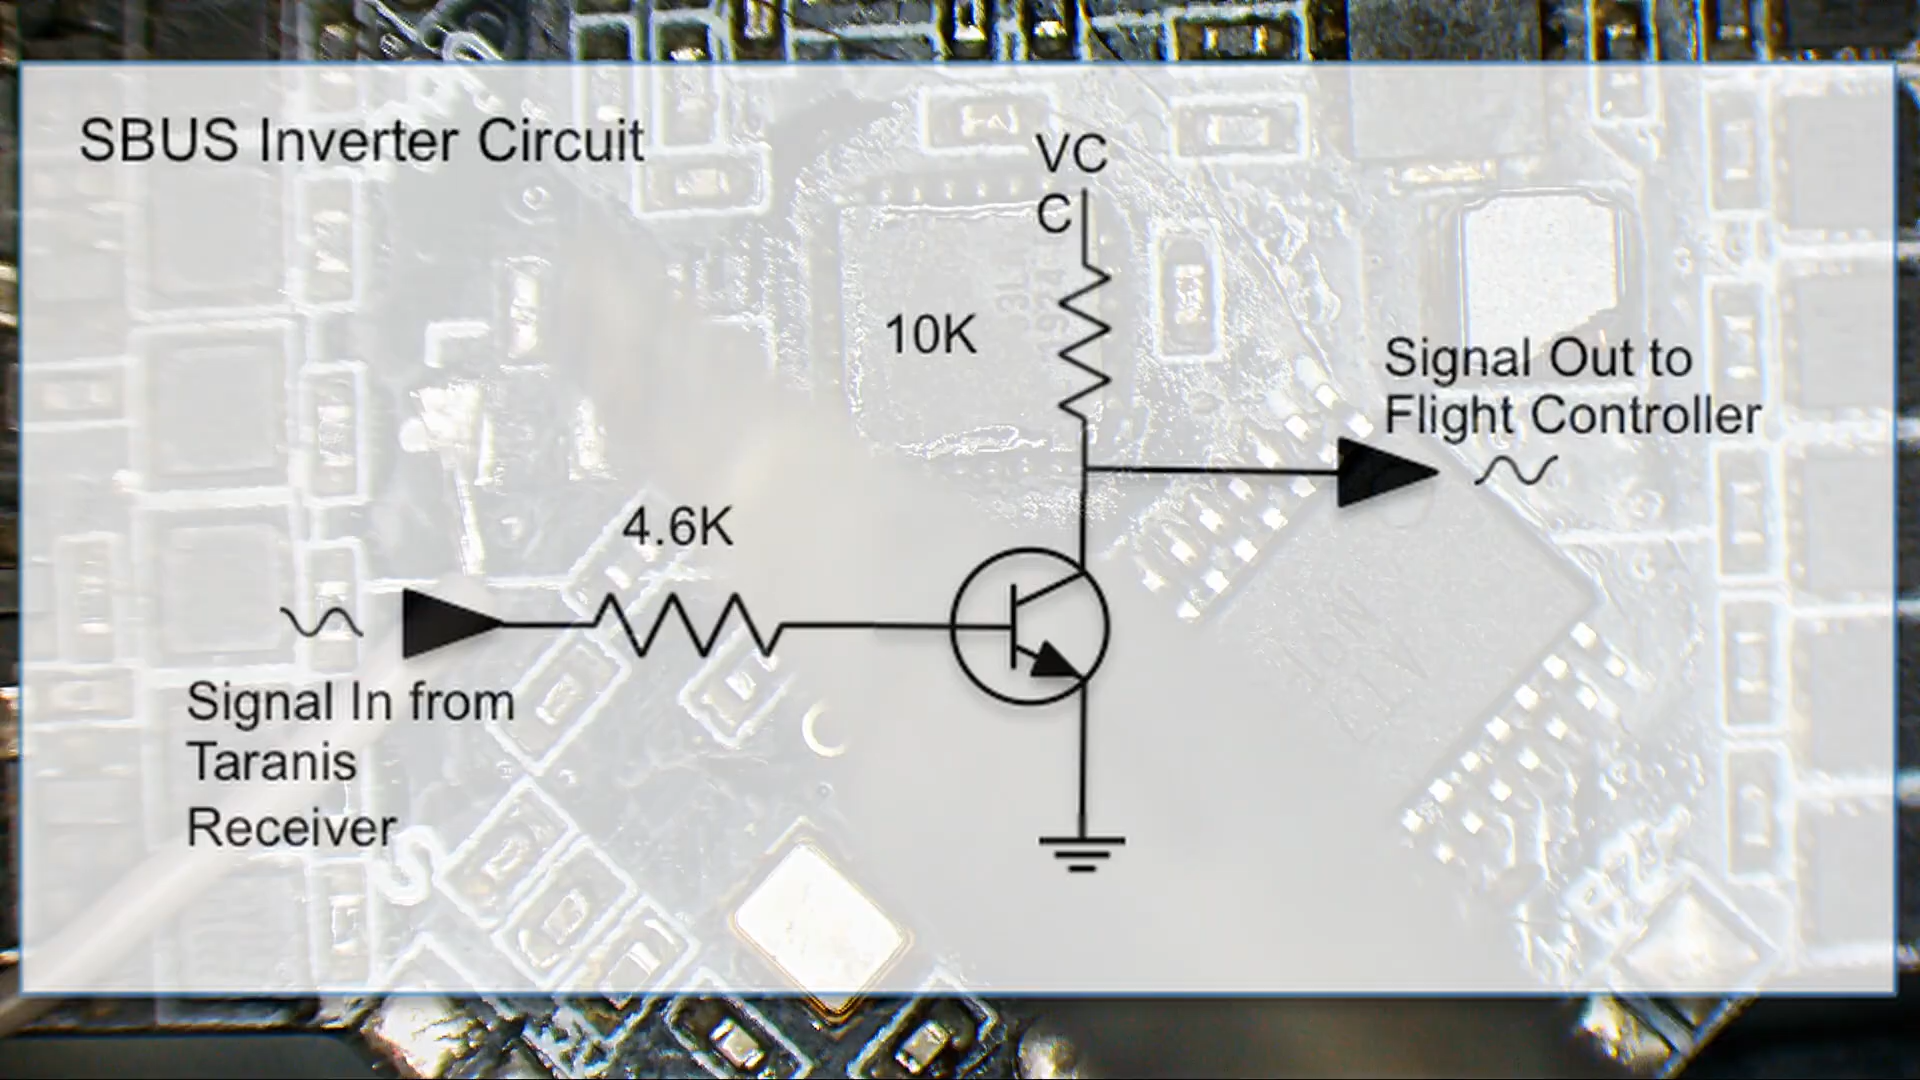 SBUS Inverter Circuit
VC
C
10K
Signal Out to
Flight Controller
4.6K
Signal In from
Taranis
Receiver